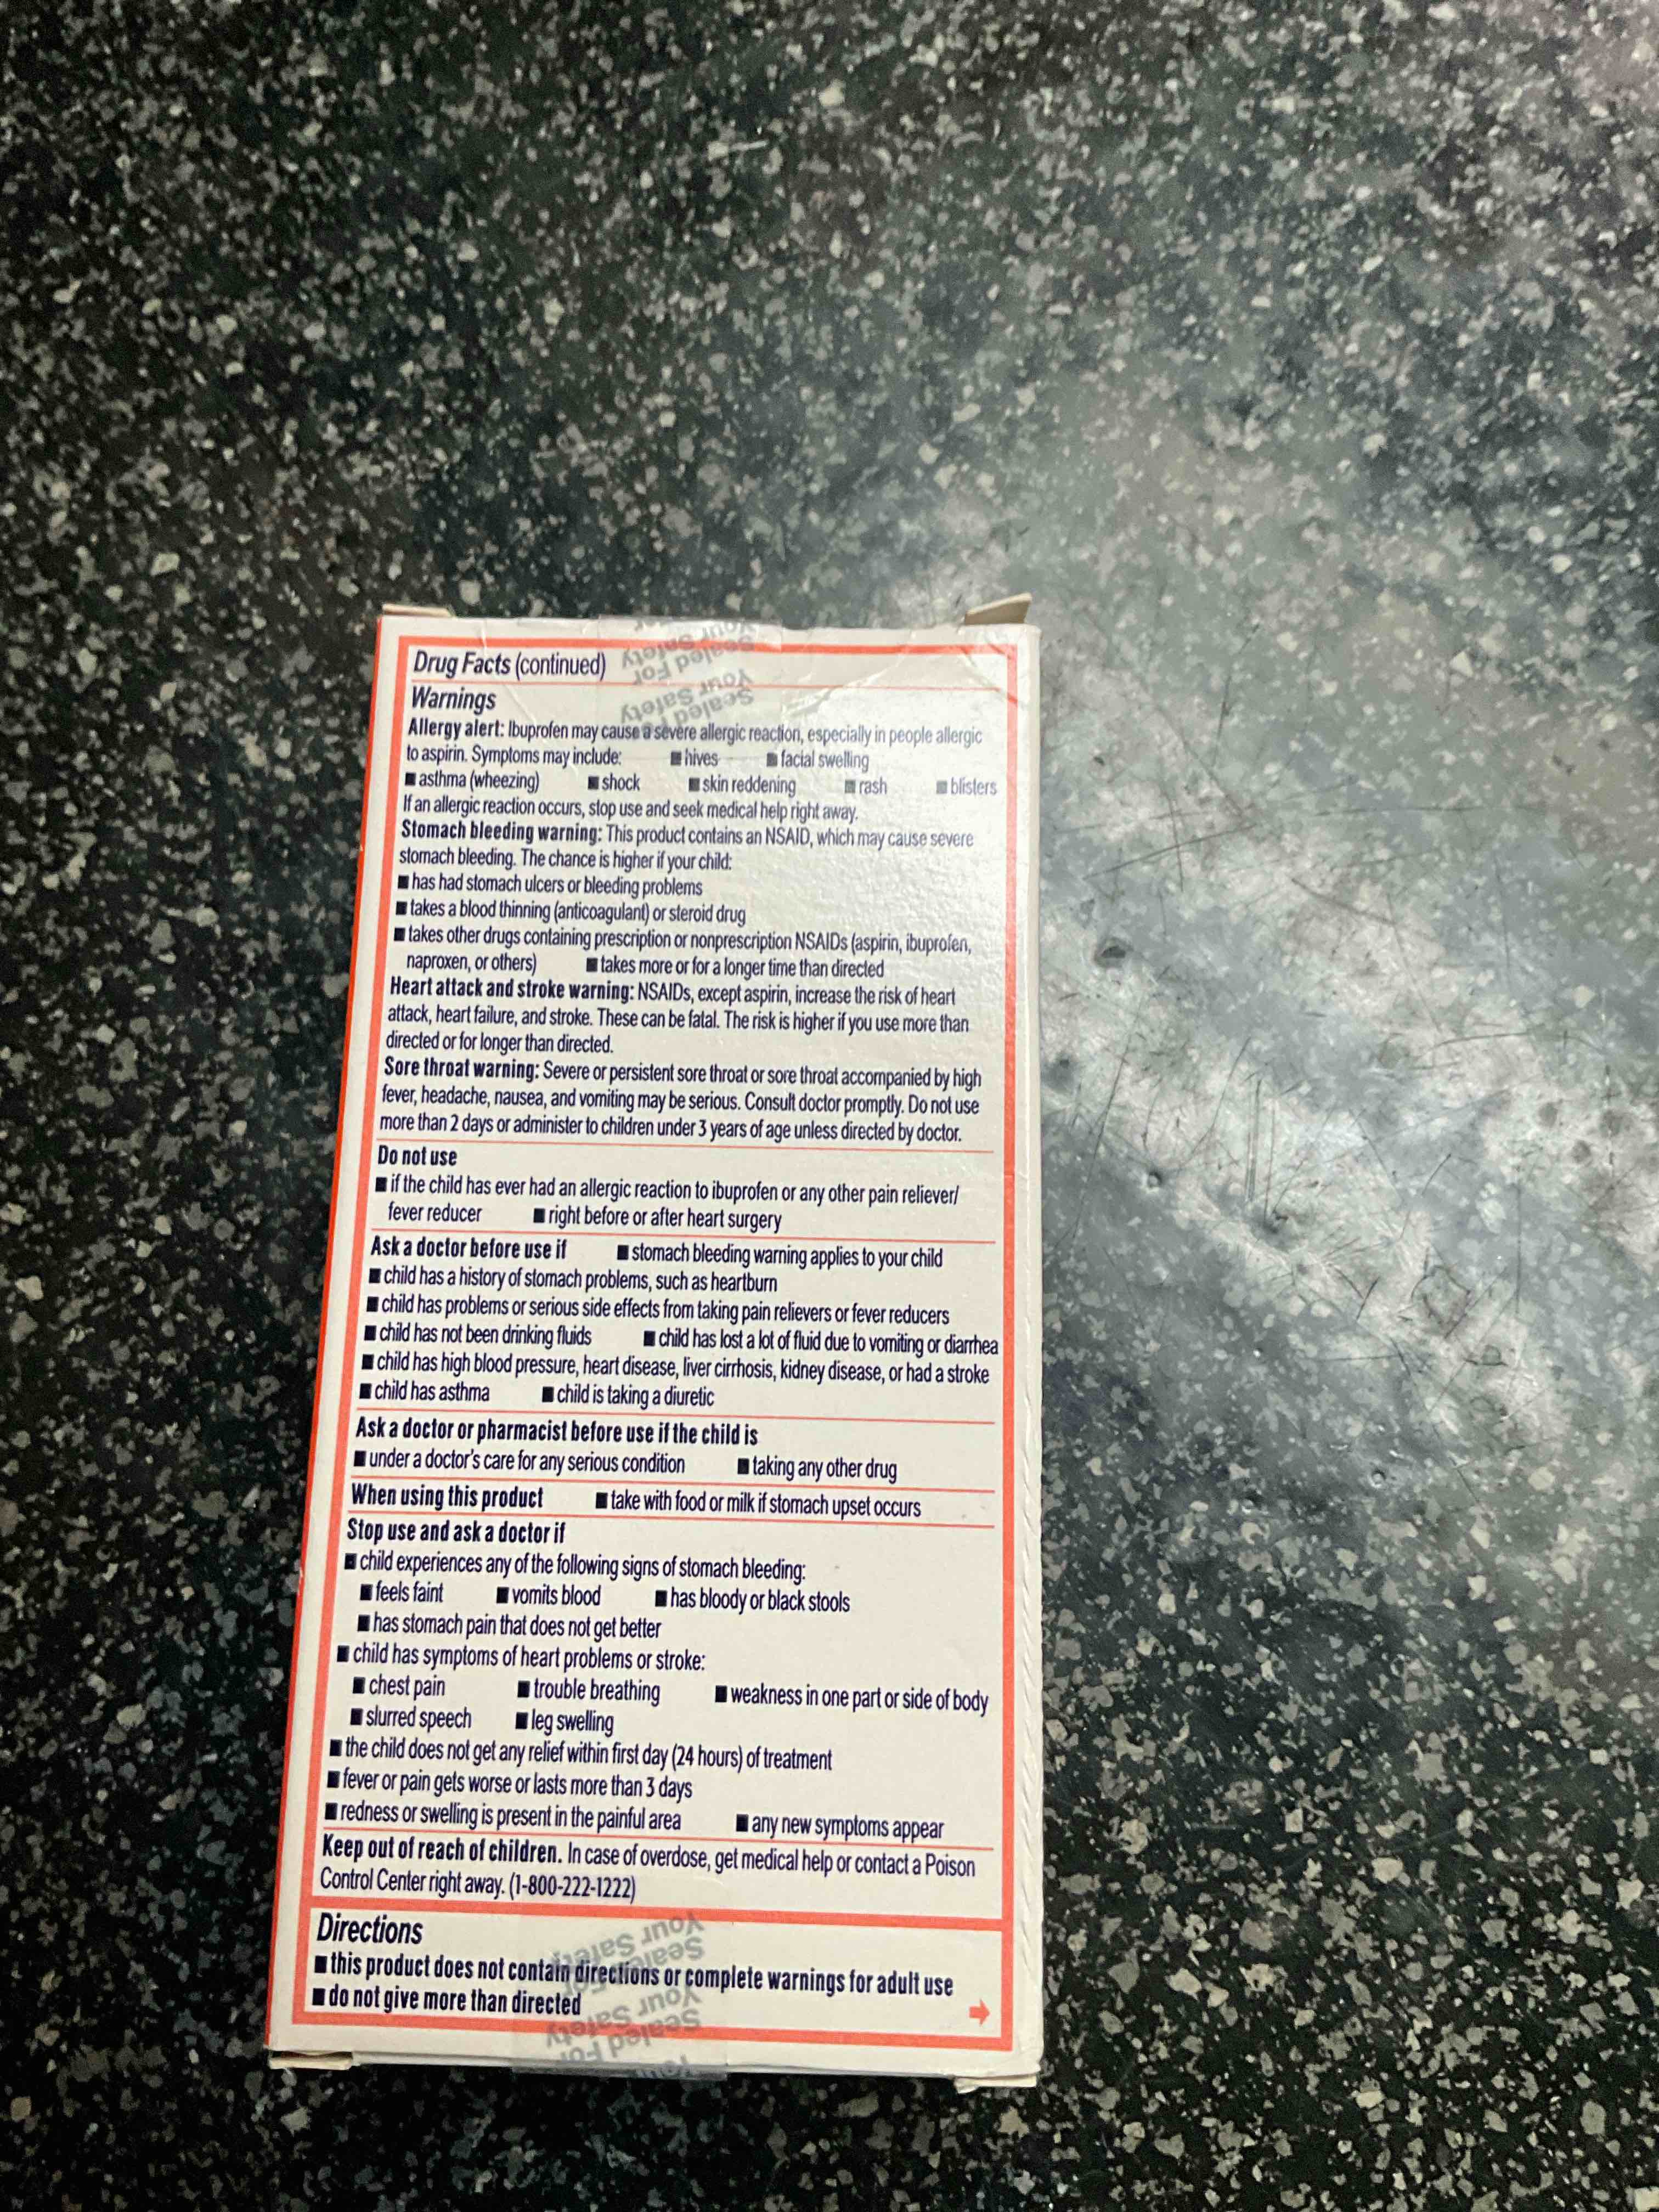 Drug Facts (continued)
Sealed For
Your Safety
Sealed For
Your Safety
Warnings
Allergy alert: Ibuprofen may cause a severe allergic reaction, especially in people allergic
to aspirin. Symptoms may include: ■ hives ■ facial swelling
■ asthma (wheezing) ■ shock ■ skin reddening ■ rash ■ blisters
If an allergic reaction occurs, stop use and seek medical help right away.
Stomach bleeding warning: This product contains an NSAID, which may cause severe
stomach bleeding. The chance is higher if your child:
■ has had stomach ulcers or bleeding problems
■ takes a blood thinning (anticoagulant) or steroid drug
■ takes other drugs containing prescription or nonprescription NSAIDs (aspirin, ibuprofen,
naproxen, or others) ■ takes more or for a longer time than directed
Heart attack and stroke warning: NSAIDs, except aspirin, increase the risk of heart
attack, heart failure, and stroke. These can be fatal. The risk is higher if you use more than
directed or for longer than directed.
Sore throat warning: Severe or persistent sore throat or sore throat accompanied by high
fever, headache, nausea, and vomiting may be serious. Consult doctor promptly. Do not use
more than 2 days or administer to children under 3 years of age unless directed by doctor.
Do not use
■ if the child has ever had an allergic reaction to ibuprofen or any other pain reliever/
fever reducer ■ right before or after heart surgery
Ask a doctor before use if ■ stomach bleeding warning applies to your child
■ child has a history of stomach problems, such as heartburn
■ child has problems or serious side effects from taking pain relievers or fever reducers
■ child has not been drinking fluids ■ child has lost a lot of fluid due to vomiting or diarrhea
■ child has high blood pressure, heart disease, liver cirrhosis, kidney disease, or had a stroke
■ child has asthma ■ child is taking a diuretic
Ask a doctor or pharmacist before use if the child is
■ under a doctor's care for any serious condition ■ taking any other drug
When using this product ■ take with food or milk if stomach upset occurs
Stop use and ask a doctor if
■ child experiences any of the following signs of stomach bleeding:
■ feels faint ■ vomits blood ■ has bloody or black stools
■ has stomach pain that does not get better
■ child has symptoms of heart problems or stroke:
■ chest pain ■ trouble breathing ■ weakness in one part or side of body
■ slurred speech ■ leg swelling
■ the child does not get any relief within first day (24 hours) of treatment
■ fever or pain gets worse or lasts more than 3 days
■ redness or swelling is present in the painful area ■ any new symptoms appear
Keep out of reach of children. In case of overdose, get medical help or contact a Poison
Control Center right away. (1-800-222-1222)
Directions
■ this product does not contain directions or complete warnings for adult use
■ do not give more than directed
Sealed For
Your Safety
Sealed For
Your Safety